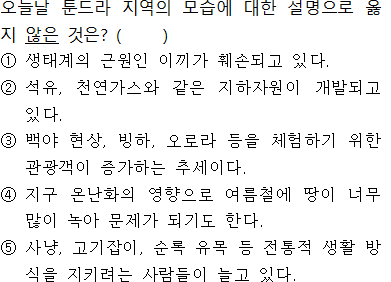 오늘날 툰드라 지역의 모습에 대한 설명으로 옳
지 않은 것은? (      )
① 생태계의 근원인 이끼가 훼손되고 있다.
② 석유, 천연가스와 같은 지하자원이 개발되고
있다.
③ 백야 현상, 빙하, 오로라 등을 체험하기 위한
관광객이 증가하는 추세이다.
④ 지구 온난화의 영향으로 여름철에 땅이 너무
많이 녹아 문제가 되기도 한다.
⑤ 사냥, 고기잡이, 순록 유목 등 전통적 생활 방
식을 지키려는 사람들이 늘고 있다.